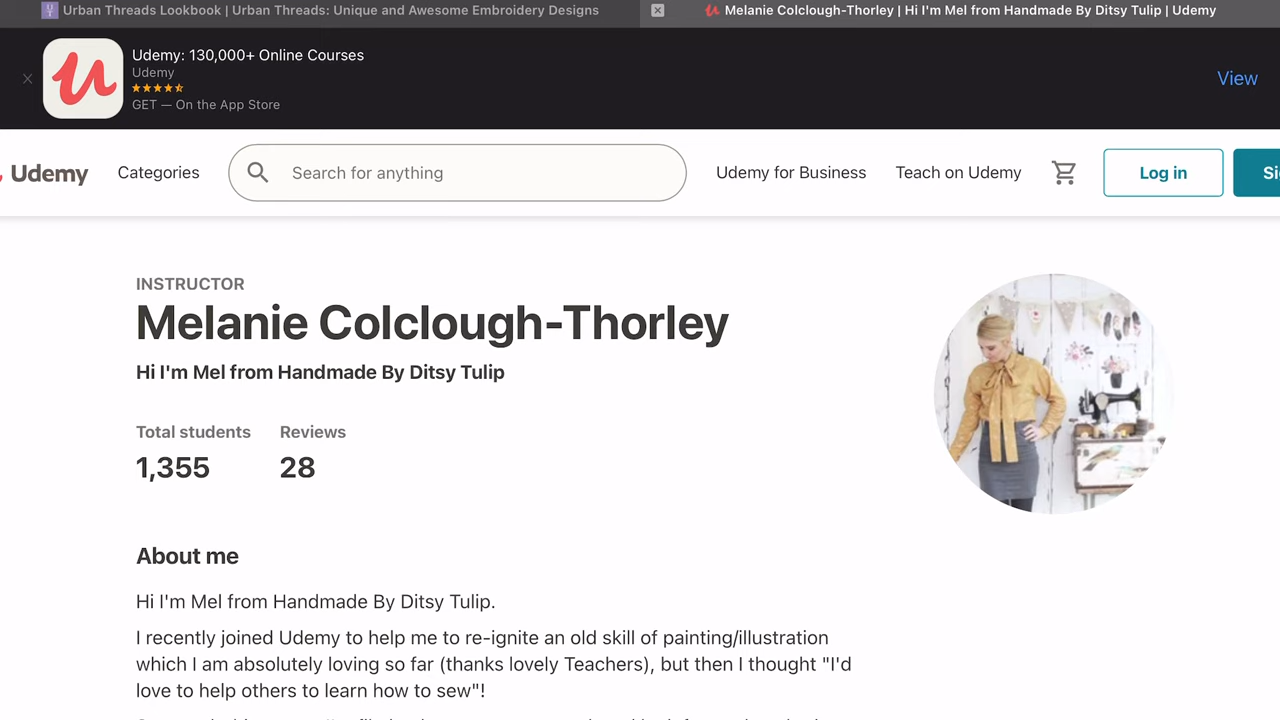 Urban Threads Lookbook | Urban Threads: Unique and Awesome Embroidery Designs
Melanie Colclough-Thorley | Hi I'm Mel from Handmade By Ditsy Tulip | Udemy
Udemy: 130,000+ Online Courses
Udemy
GET — On the App Store
View
Udemy
Categories
Search for anything
Udemy for Business
Teach on Udemy
Log in
INSTRUCTOR
Melanie Colclough-Thorley
Hi I'm Mel from Handmade By Ditsy Tulip
Total students
Reviews
1,355
28
About me
Hi I'm Mel from Handmade By Ditsy Tulip.
I recently joined Udemy to help me to re-ignite an old skill of painting/illustration
which I am absolutely loving so far (thanks lovely Teachers), but then I thought "I'd
love to help others to learn how to sew"!